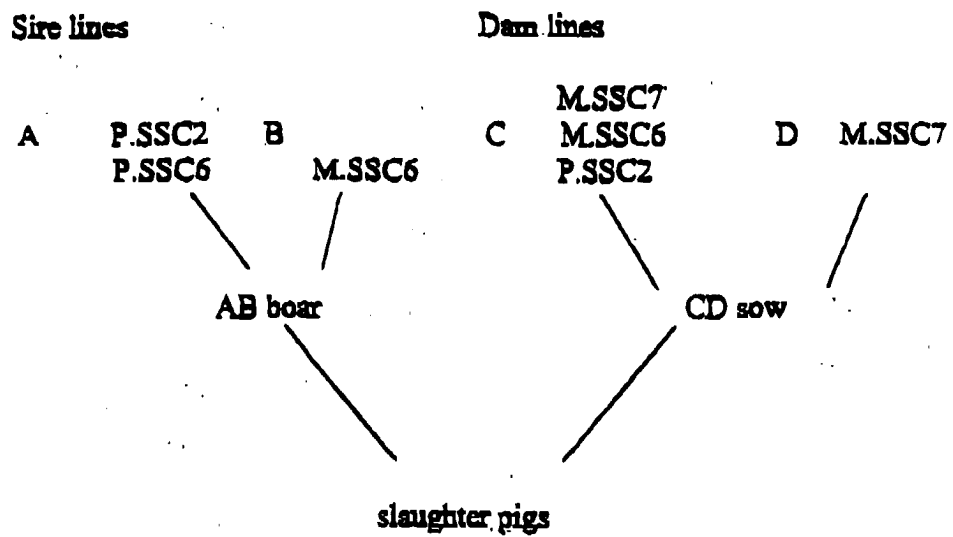 Sire lines Dam lines
M.SSC7
A P.SSC2 B C M.SSC6 D M.SSC7
P.SSC6 M.SSC6 P.SSC2
AB boar CD sow
slaughter pigs